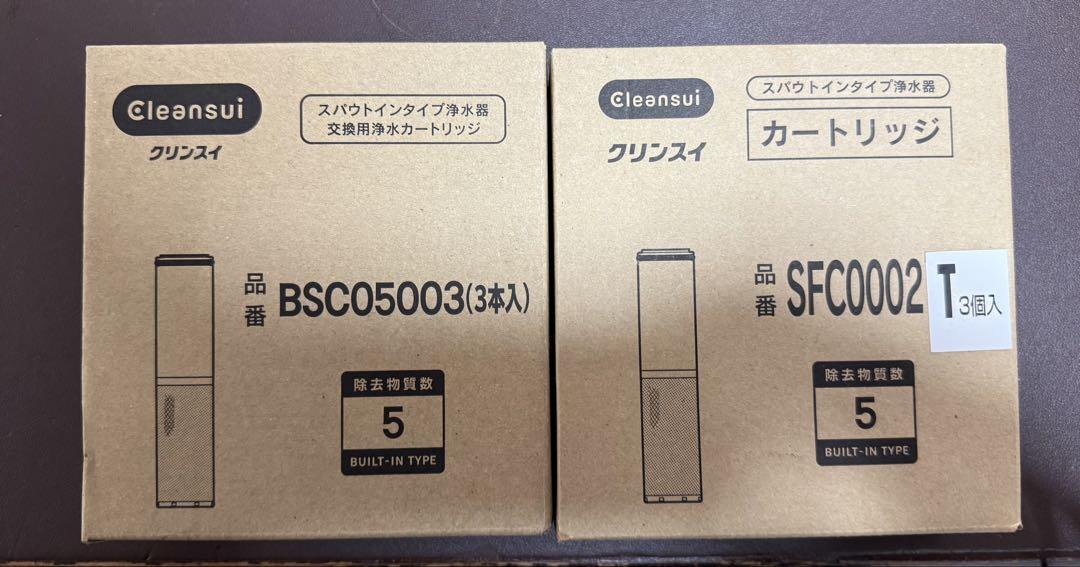 Cleansui
クリンスイ
スパウトインタイプ浄水器
交換用浄水カートリッジ
品番
BSC05003(3本入)
除去物質数
5
BUILT-IN TYPE
Cleansui
クリンスイ
スパウトインタイプ浄水器
カートリッジ
品番
SFC0002T
3個入
除去物質数
5
BUILT-IN TYPE